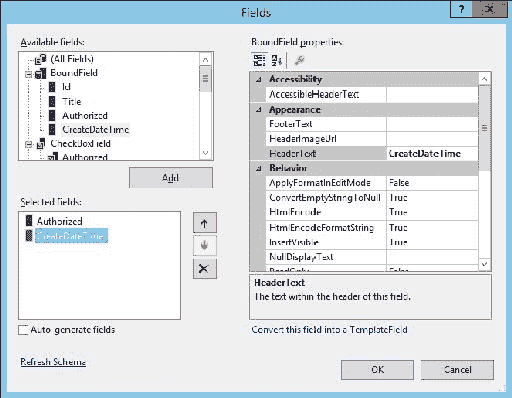 Fields
?
Available fields:
(All Fields)
BoundField
Id
Title
Authorized
CreateDateTime
CheckBoxField
Authorized
Add
Selected fields:
Authorized
CreateDateTime
Auto-generate fields
Refresh Schema
BoundField properties:
Accessibility
AccessibleHeaderText
Appearance
FooterText
HeaderImageUrl
HeaderText CreateDateTime
Behavior
ApplyFormatInEditMode False
ConvertEmptyStringToNull True
HtmlEncode True
HtmlEncodeFormatString True
InsertVisible True
NullDisplayText
ReadOnly False
HeaderText
The text within the header of this field.
Convert this field into a TemplateField
OK Cancel